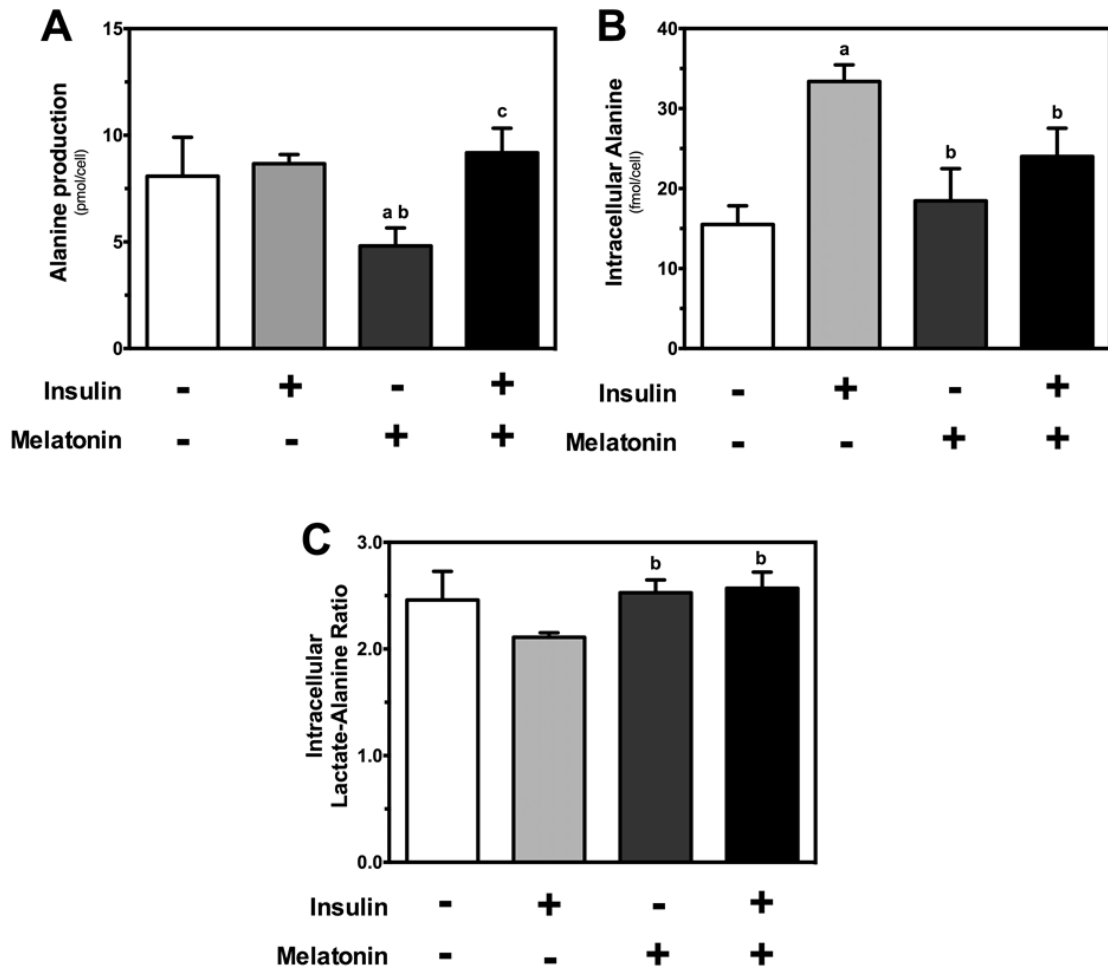 A
Alanine production
(pmol/cell)
15
10
5
0
a b
c
Insulin - + - +
Melatonin - - + +
B
Intracellular Alanine
(fmol/cell)
40
30
20
10
0
a
b
b
Insulin - + - +
Melatonin - - + +
C
Intracellular
Lactate-Alanine Ratio
3.0
2.0
1.0
0.0
b
b
Insulin - + - +
Melatonin - - + +